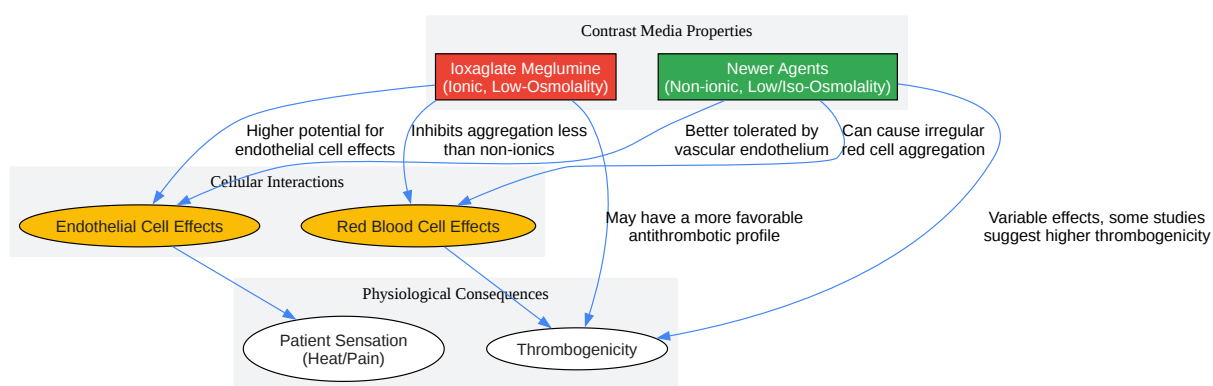 Contrast Media Properties
Ioxaglate Meglumine
(Ionic, Low-Osmolality)
Newer Agents
(Non-ionic, Low/Iso-Osmolality)
Higher potential for
endothelial cell effects
Inhibits aggregation less
than non-ionics
Better tolerated by
vascular endothelium
Can cause irregular
red cell aggregation
Cellular Interactions
Endothelial Cell Effects
Red Blood Cell Effects
May have a more favorable
antithrombotic profile
Variable effects, some studies
suggest higher thrombogenicity
Physiological Consequences
Patient Sensation
(Heat/Pain)
Thrombogenicity